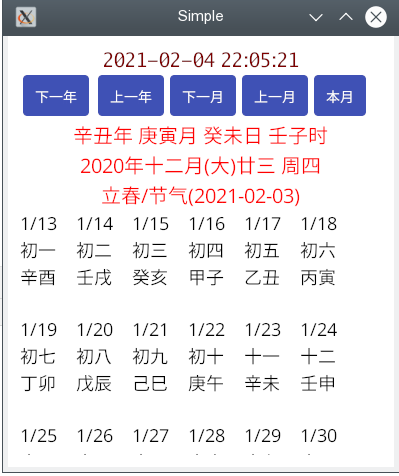 Simple
2021-02-04 22:05:21
下一年 上一年 下一月 上一月 本月
辛丑年 庚寅月 癸未日 壬子时
2020年十二月(大)廿三 周四
立春/节气(2021-02-03)
1/13 1/14 1/15 1/16 1/17 1/18
初一 初二 初三 初四 初五 初六
辛酉 壬戌 癸亥 甲子 乙丑 丙寅
1/19 1/20 1/21 1/22 1/23 1/24
初七 初八 初九 初十 十一 十二
丁卯 戊辰 己巳 庚午 辛未 壬申
1/25 1/26 1/27 1/28 1/29 1/30